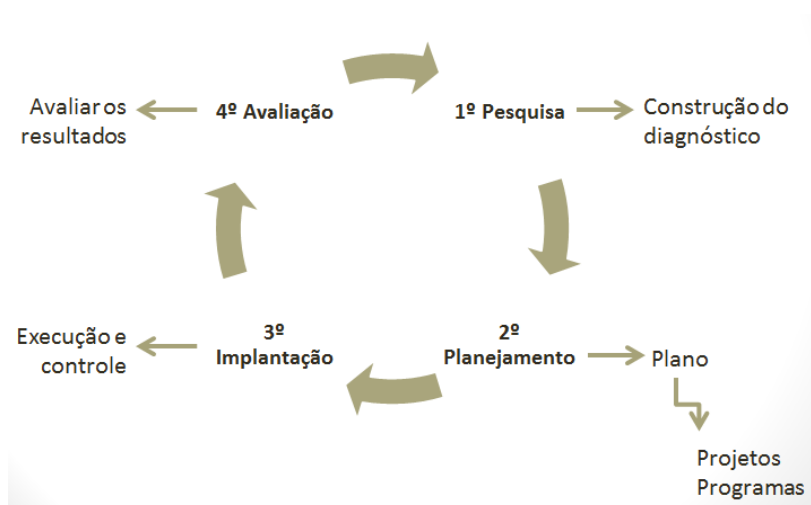 Avaliar os
resultados
4º Avaliação
1º Pesquisa
Construção do
diagnóstico
Execução e
controle
3º
Implantação
2º
Planejamento
Plano
Projetos
Programas